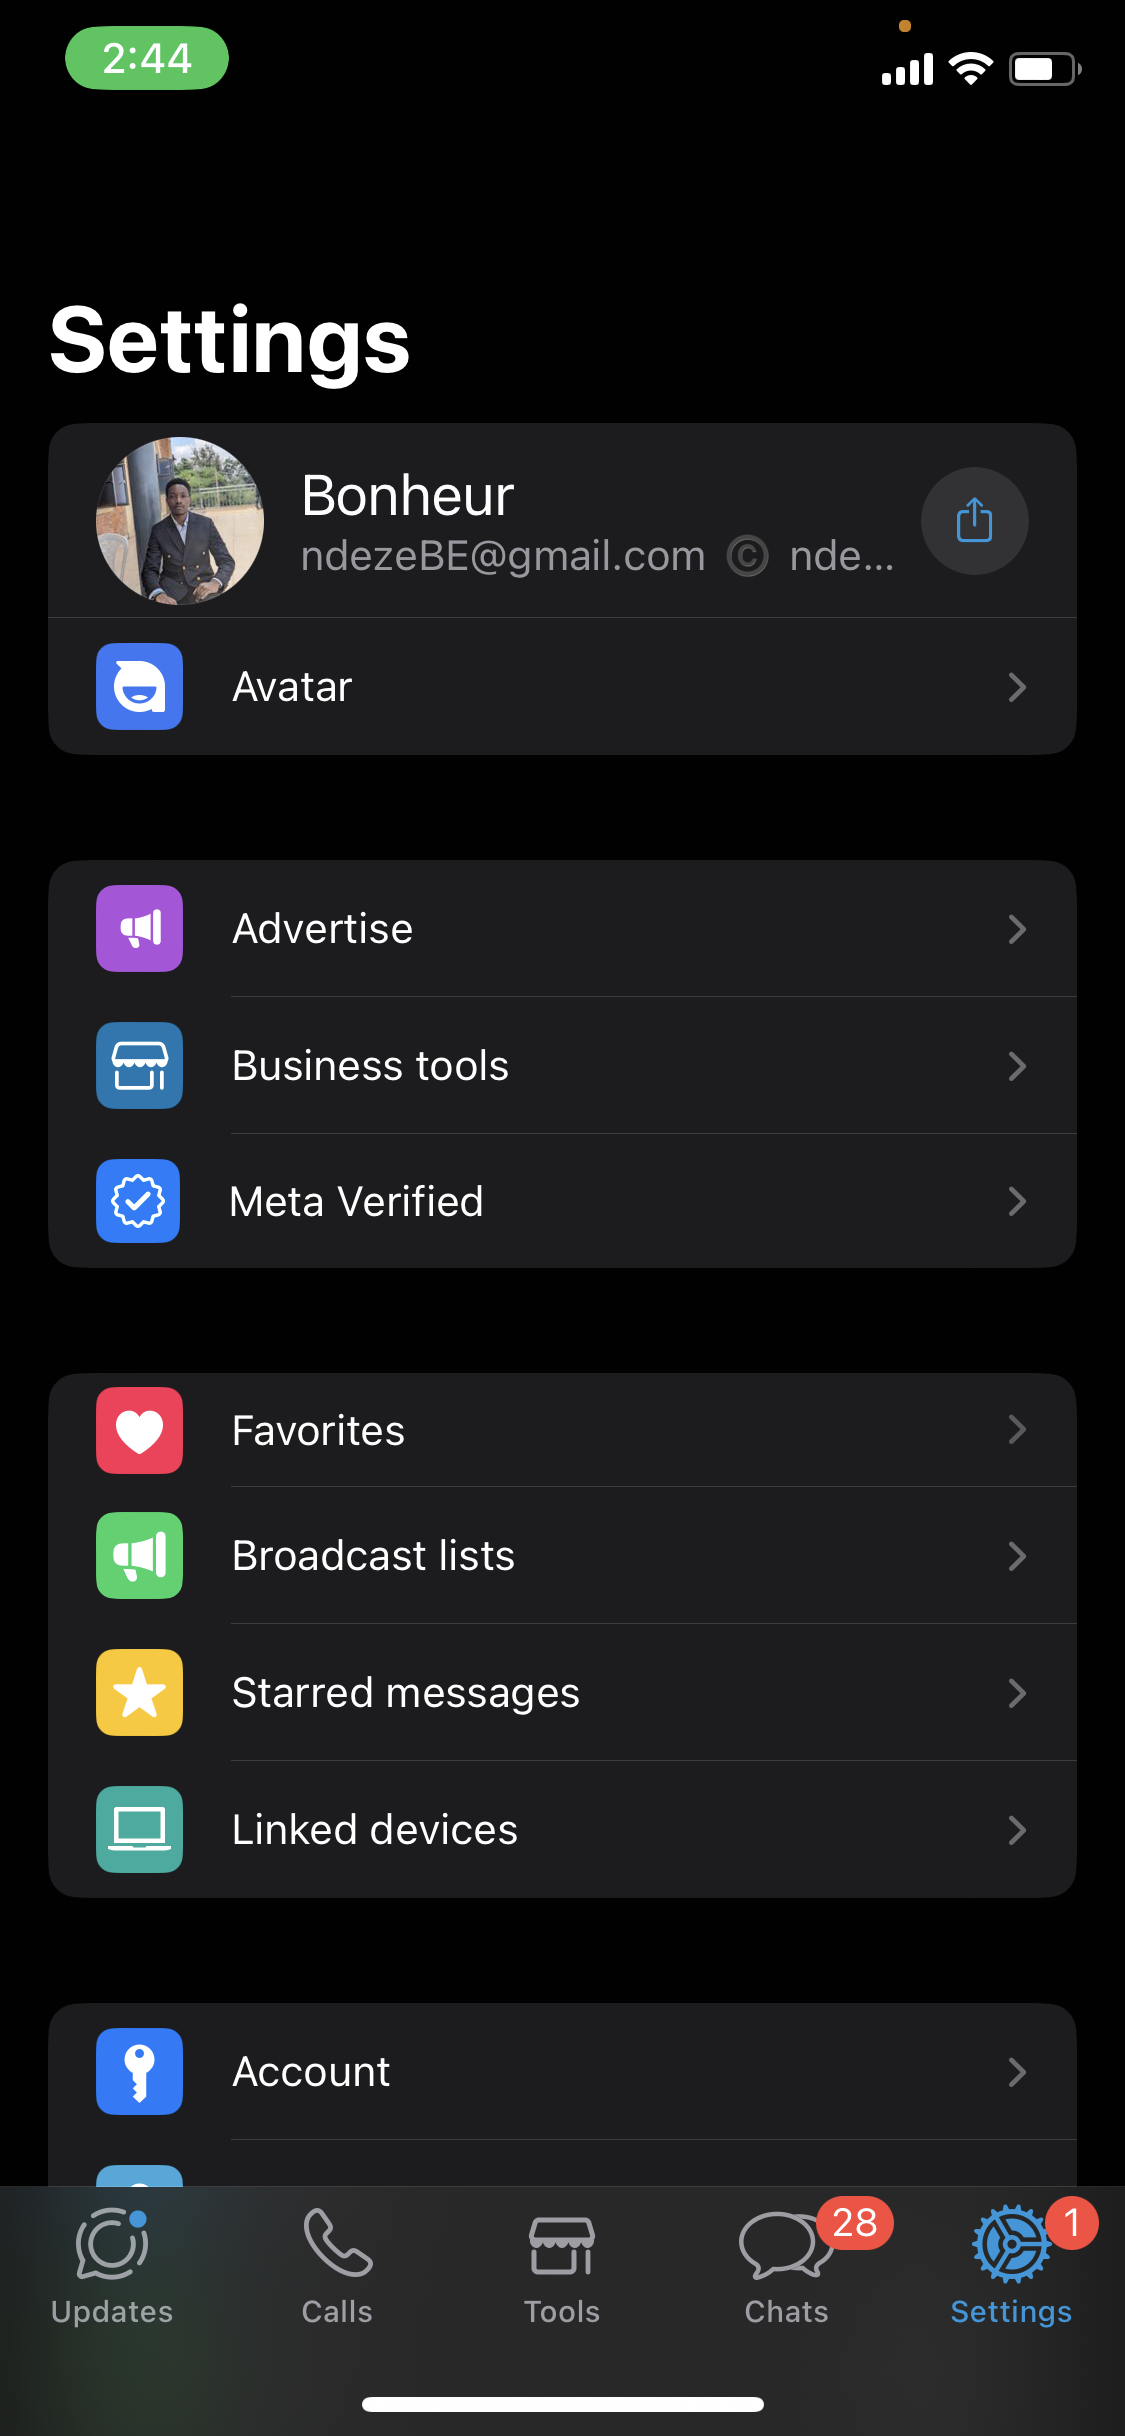 2:44
Settings
Bonheur
ndezeBE@gmail.com © nde...
Avatar
Advertise
Business tools
Meta Verified
Favorites
Broadcast lists
Starred messages
Linked devices
Account
28
1
Updates
Calls
Tools
Chats
Settings